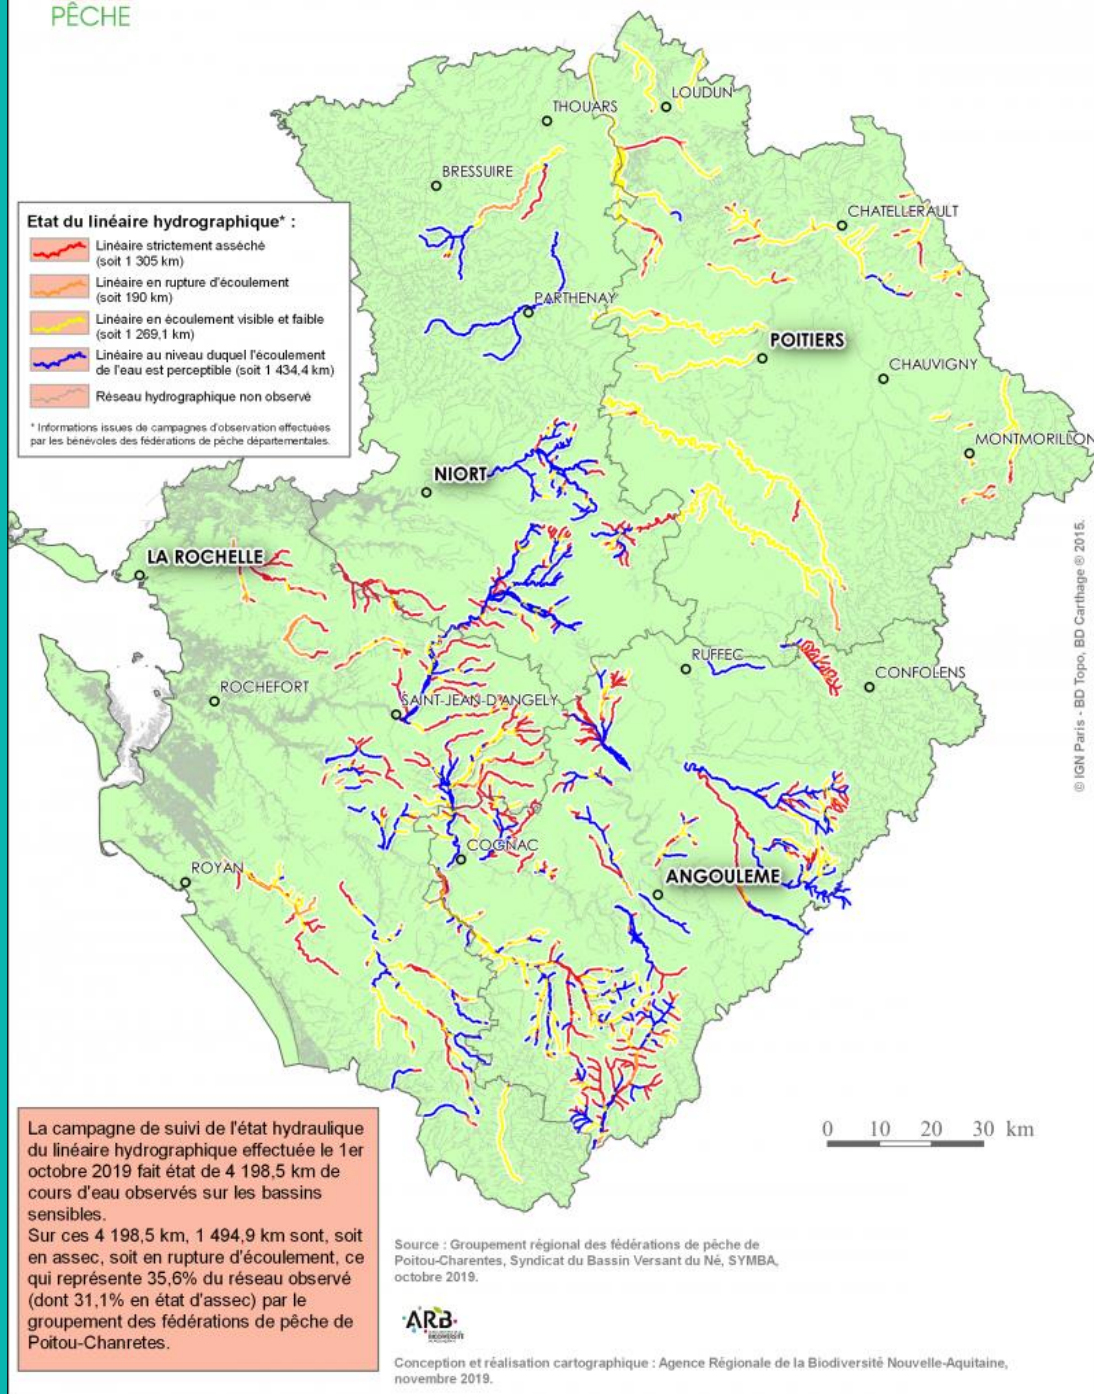 PÊCHE
LOUDUN
THOUARS
BRESSUIRE
CHATELLERAULT
Etat du linéaire hydrographique* :
Linéaire strictement asséché
(soit 1 305 km)
Linéaire en rupture d'écoulement
(soit 190 km)
Linéaire en écoulement visible et faible
(soit 1 269,1 km)
Linéaire au niveau duquel l'écoulement
de l'eau est perceptible (soit 1 434,4 km)
Réseau hydrographique non observé
* Informations issues de campagnes d'observation effectuées
par les bénévoles des fédérations de pêche départementales.
PARTHENAY
POITIERS
CHAUVIGNY
MONTMORILLON
NIORT
LA ROCHELLE
RUFFEC
CONFOLENS
ROCHEFORT
SAINT-JEAN-D'ANGELY
COGNAC
ROYAN
ANGOULEME
© IGN Paris - BD Topo, BD Carthage ® 2015.
0 10 20 30 km
La campagne de suivi de l'état hydraulique
du linéaire hydrographique effectuée le 1er
octobre 2019 fait état de 4 198,5 km de
cours d'eau observés sur les bassins
sensibles.
Sur ces 4 198,5 km, 1 494,9 km sont, soit
en assec, soit en rupture d'écoulement, ce
qui représente 35,6% du réseau observé
(dont 31,1% en état d'assec) par le
groupement des fédérations de pêche de
Poitou-Chanretes.
Source : Groupement régional des fédérations de pêche de
Poitou-Charentes, Syndicat du Bassin Versant du Né, SYMBA,
octobre 2019.
ARB
Conception et réalisation cartographique : Agence Régionale de la Biodiversité Nouvelle-Aquitaine,
novembre 2019.